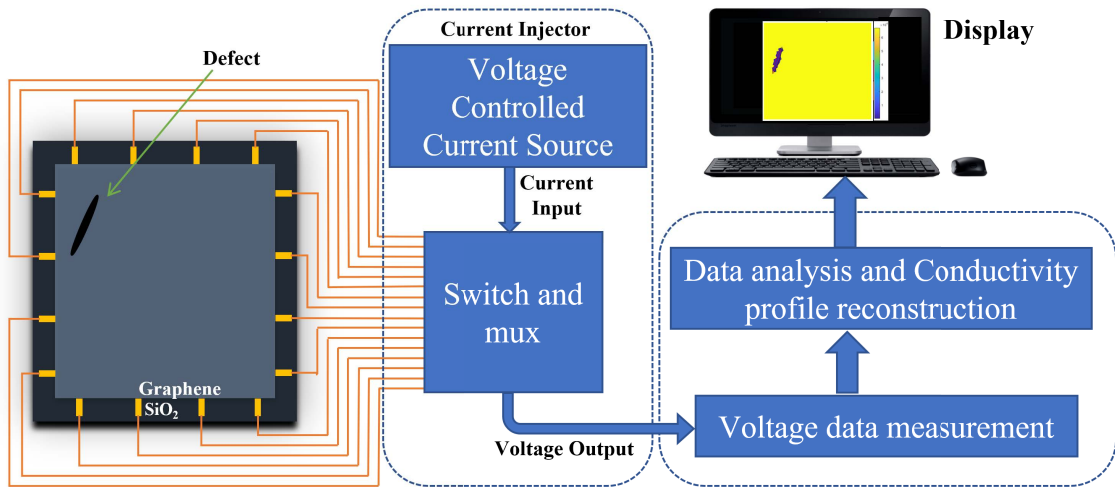 Defect
Graphene
SiO₂
Current Injector
Voltage
Controlled
Current Source
Current
Input
Switch and
mux
Voltage Output
Display
Data analysis and Conductivity
profile reconstruction
Voltage data measurement